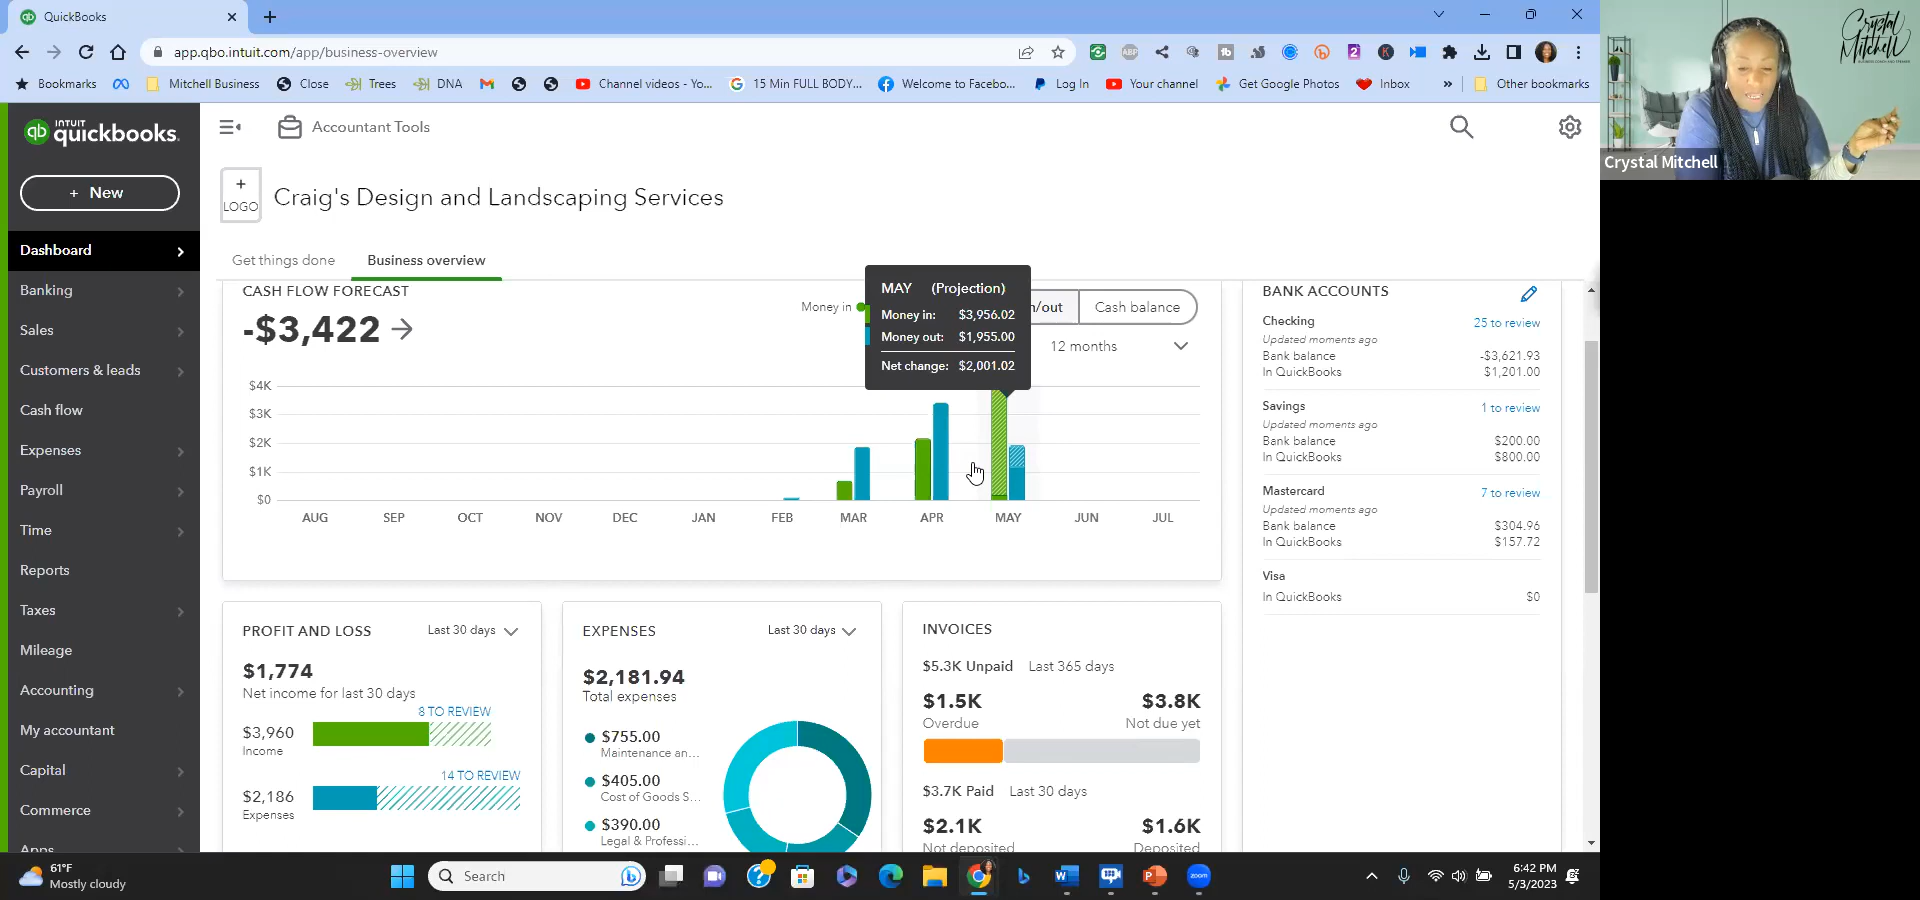 QuickBooks
app.qbo.intuit.com/app/business-overview
ABP
tb
2
K
Bookmarks
Mitchell Business
Close
Trees
DNA
Channel videos - Yo...
15 Min FULL BODY...
Welcome to Facebo...
Log In
Your channel
Get Google Photos
Inbox
»
Other bookmarks
Crystal
Mitchell
Crystal Mitchell
qb INTUIT
quickbooks.
Accountant Tools
+ New
+
LOGO
Craig's Design and Landscaping Services
Get things done
Business overview
Dashboard
Banking
Sales
Customers & leads
Cash flow
Expenses
Payroll
Time
Reports
Taxes
Mileage
Accounting
My accountant
Capital
Commerce
Apps
CASH FLOW FORECAST
-$3,422
Money in
n/out
Cash balance
12 months
MAY (Projection)
Money in: $3,956.02
Money out: $1,955.00
Net change: $2,001.02
$4K
$3K
$2K
$1K
$0
AUG SEP OCT NOV DEC JAN FEB MAR APR MAY JUN JUL
BANK ACCOUNTS
Checking 25 to review
Updated moments ago
Bank balance -$3,621.93
In QuickBooks $1,201.00
Savings 1 to review
Updated moments ago
Bank balance $200.00
In QuickBooks $800.00
Mastercard 7 to review
Updated moments ago
Bank balance $304.96
In QuickBooks $157.72
Visa
In QuickBooks $0
PROFIT AND LOSS Last 30 days
$1,774
Net income for last 30 days
8 TO REVIEW
$3,960
Income
14 TO REVIEW
$2,186
Expenses
EXPENSES Last 30 days
$2,181.94
Total expenses
$755.00
Maintenance an...
$405.00
Cost of Goods S...
$390.00
Legal & Professi...
INVOICES
$5.3K Unpaid Last 365 days
$1.5K $3.8K
Overdue Not due yet
$3.7K Paid Last 30 days
$2.1K $1.6K
Not deposited Deposited
61°F
Mostly cloudy
Search
zoom
6:42 PM
5/3/2023